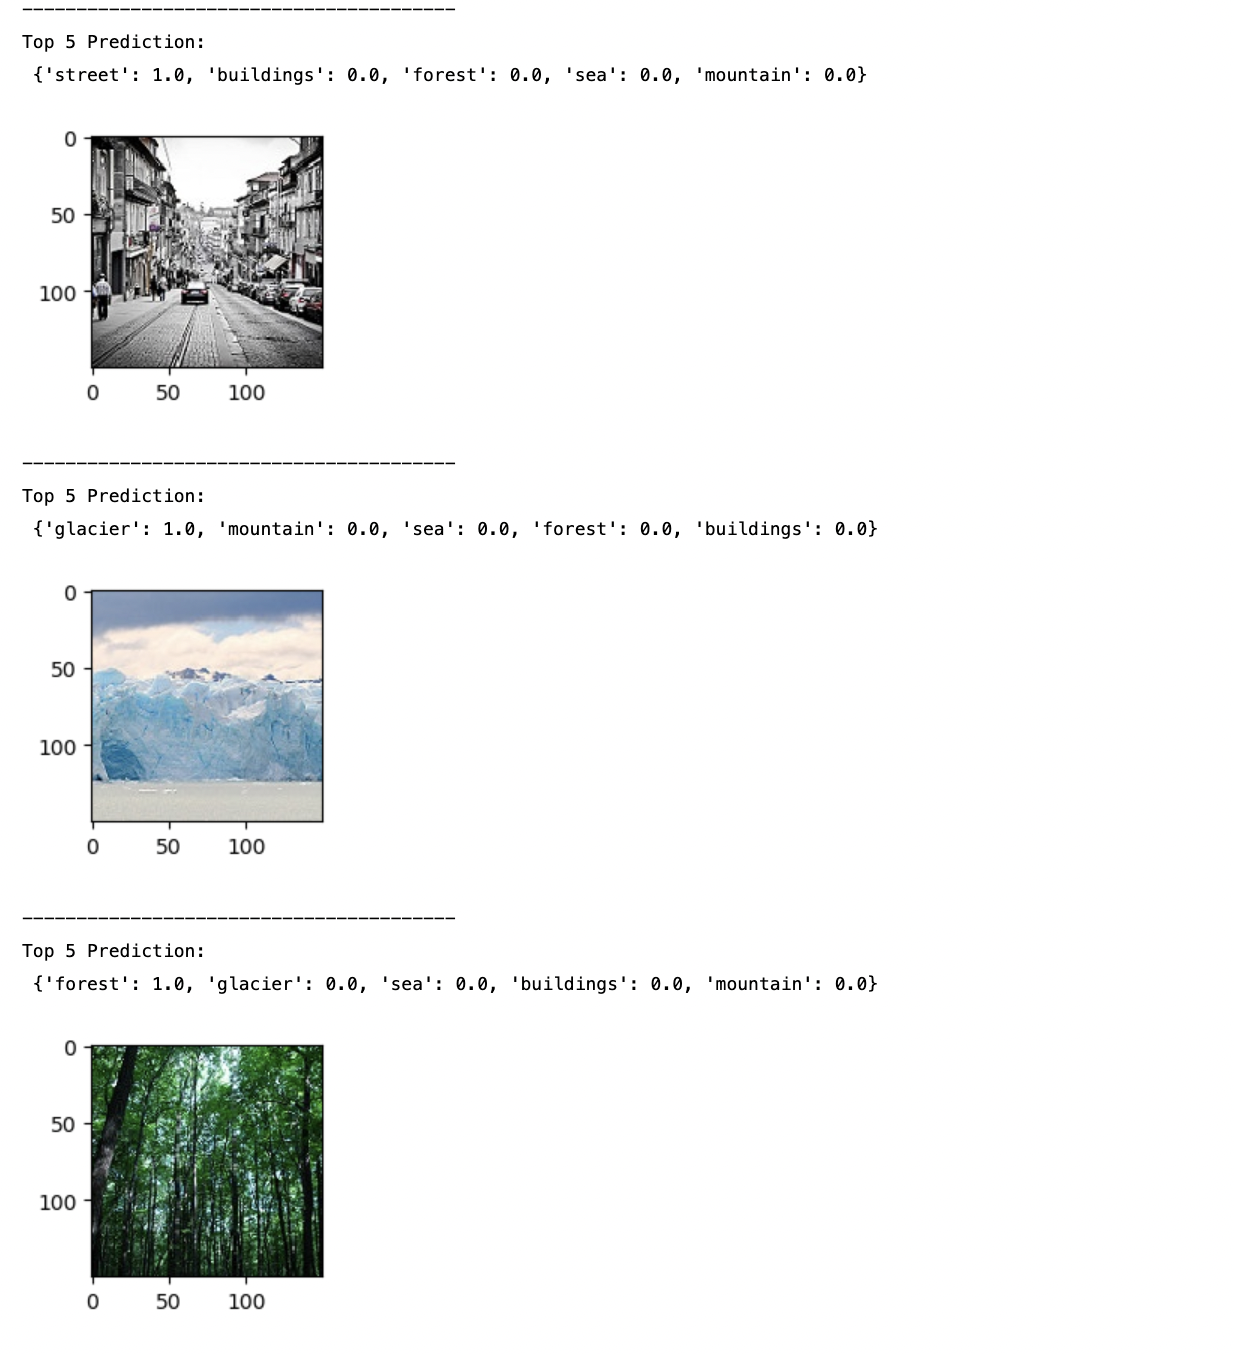 ----------------------------------------
Top 5 Prediction:
{'street': 1.0, 'buildings': 0.0, 'forest': 0.0, 'sea': 0.0, 'mountain': 0.0}
0
50
100
0 50 100
----------------------------------------
Top 5 Prediction:
{'glacier': 1.0, 'mountain': 0.0, 'sea': 0.0, 'forest': 0.0, 'buildings': 0.0}
0
50
100
0 50 100
----------------------------------------
Top 5 Prediction:
{'forest': 1.0, 'glacier': 0.0, 'sea': 0.0, 'buildings': 0.0, 'mountain': 0.0}
0
50
100
0 50 100